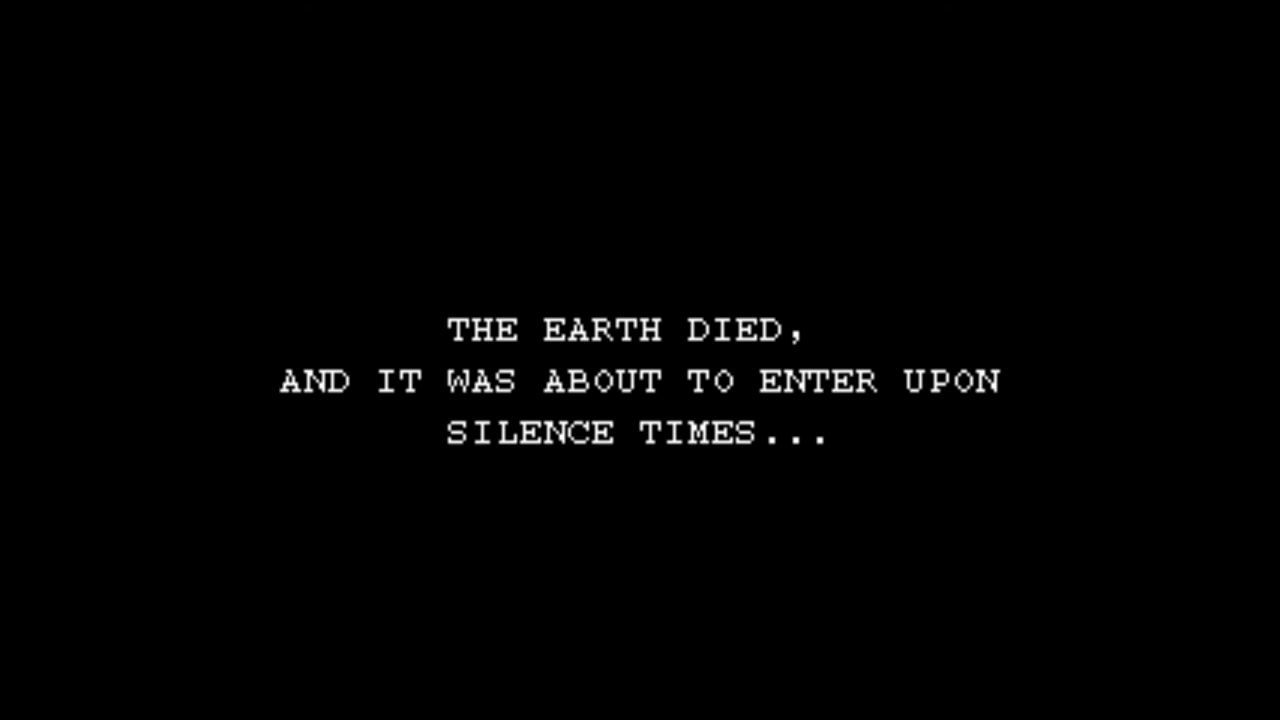 THE EARTH DIED,
AND IT WAS ABOUT TO ENTER UPON
SILENCE TIMES...